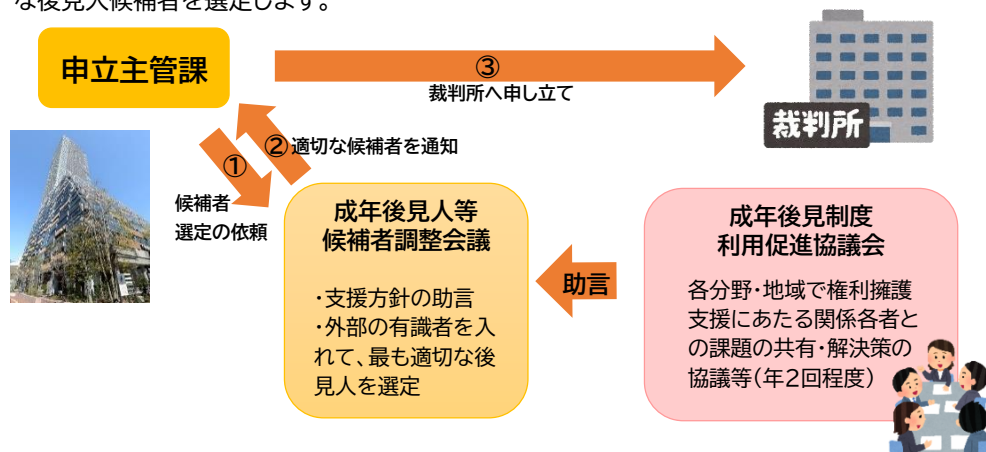 な後見人候補者を選定します。
申立主管課
③
裁判所へ申し立て
裁判所
②適切な候補者を通知
①
候補者
選定の依頼
成年後見人等
候補者調整会議
・支援方針の助言
・外部の有識者を入
れて、最も適切な後
見人を選定
助言
成年後見制度
利用促進協議会
各分野・地域で権利擁護
支援にあたる関係各者と
の課題の共有・解決策の
協議等(年2回程度)